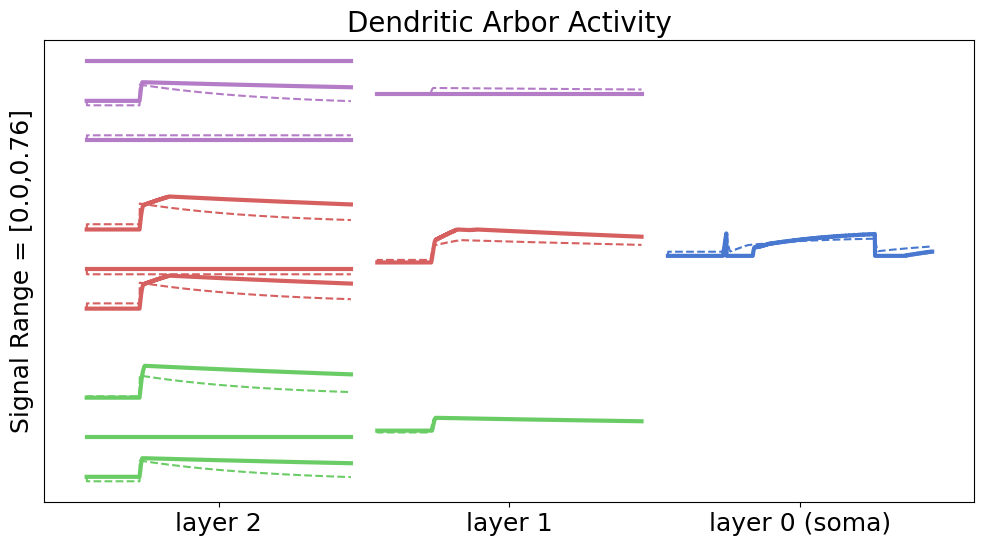 Dendritic Arbor Activity
Signal Range = [0.0,0.76]
layer 2
layer 1
layer 0 (soma)